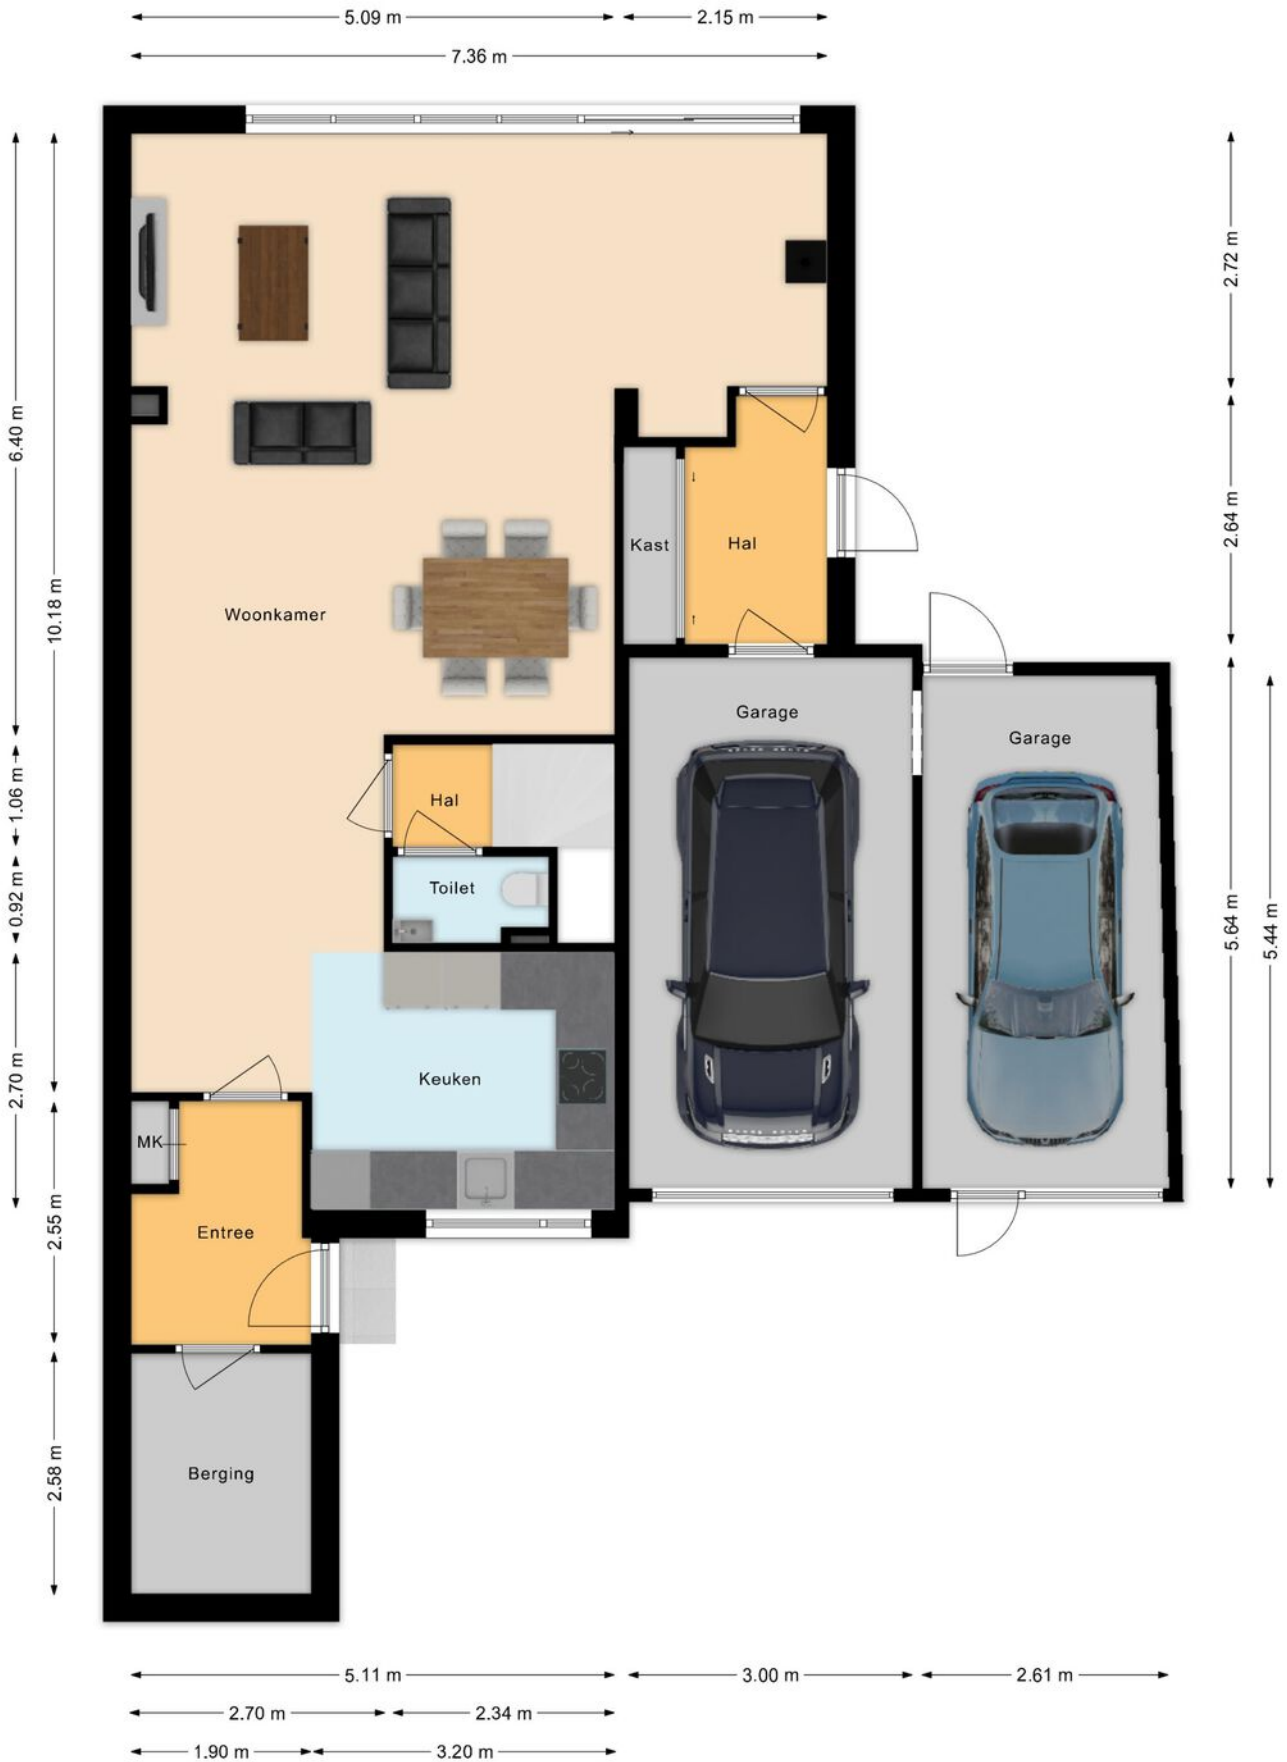 5.09 m
2.15 m
7.36 m
2.72 m
6.40 m
2.64 m
Kast
Hal
10.18 m
Woonkamer
Garage
Garage
Hal
1.06 m
Toilet
0.92 m
5.64 m
5.44 m
Keuken
2.70 m
MK
2.55 m
Entree
Berging
2.58 m
5.11 m
3.00 m
2.61 m
2.70 m
2.34 m
1.90 m
3.20 m